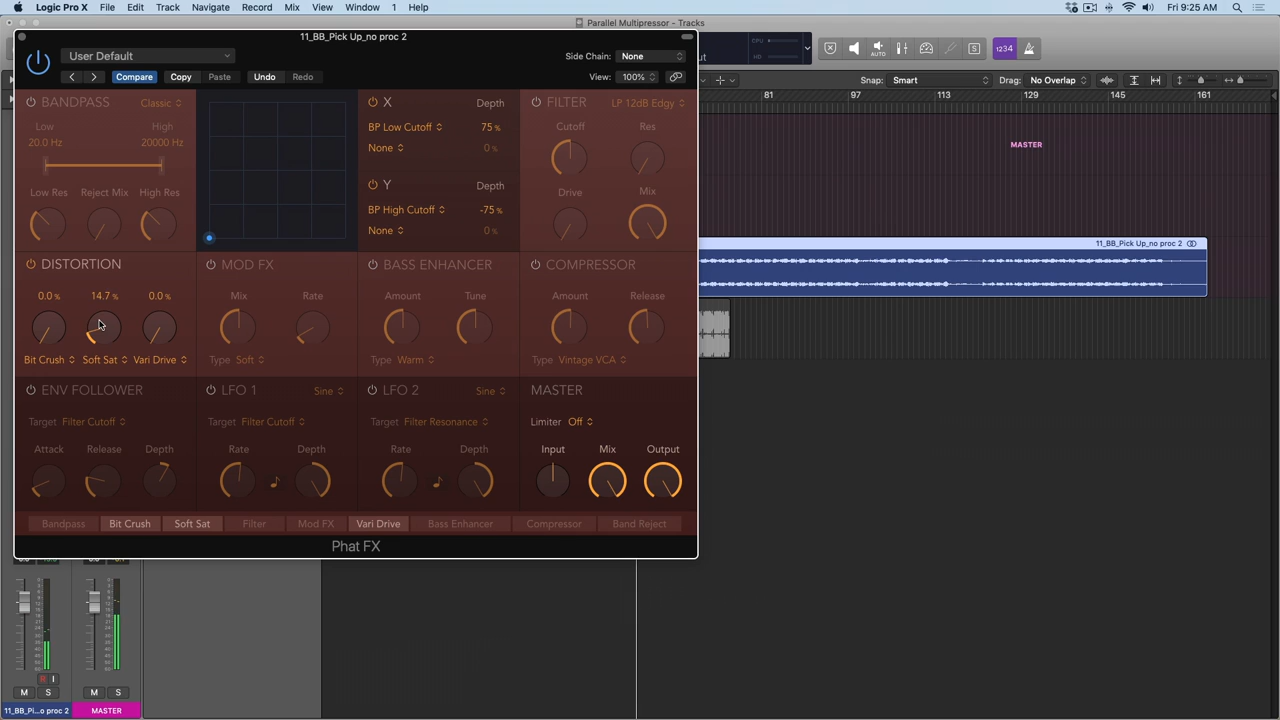 Logic Pro X File Edit Track Navigate Record Mix View Window 1 Help
Fri 9:25 AM
Parallel Multipressor - Tracks
11_BB_Pick Up_no proc 2
User Default
Side Chain: None
Compare Copy Paste Undo Redo
View: 100%
1234
Snap: Smart
Drag: No Overlap
81 97 113 129 145 161
MASTER
11_BB_Pick Up_no proc 2
BANDPASS Classic
Low High
20.0 Hz 20000 Hz
Low Res Reject Mix High Res
X Depth
BP Low Cutoff 75 %
None 0 %
Y Depth
BP High Cutoff -75 %
None 0 %
FILTER LP 12dB Edgy
Cutoff Res
Drive Mix
DISTORTION
0.0 % 14.7 % 0.0 %
Bit Crush Soft Sat Vari Drive
MOD FX
Mix Rate
Type Soft
BASS ENHANCER
Amount Tune
Type Warm
COMPRESSOR
Amount Release
Type Vintage VCA
ENV FOLLOWER
Target Filter Cutoff
Attack Release Depth
LFO 1 Sine
Target Filter Cutoff
Rate Depth
LFO 2 Sine
Target Filter Resonance
Rate Depth
MASTER
Limiter Off
Input Mix Output
Bandpass Bit Crush Soft Sat Filter Mod FX Vari Drive Bass Enhancer Compressor Band Reject
Phat FX
R I
M S M S
11_BB_Pi...o proc 2 MASTER